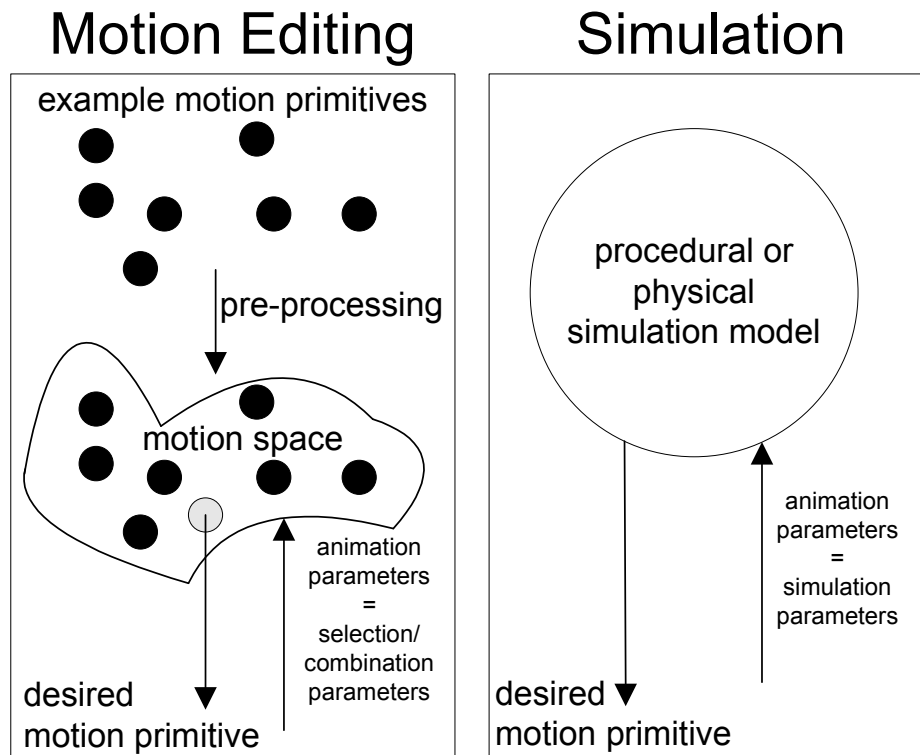 Motion Editing
example motion primitives
pre-processing
motion space
animation
parameters
=
selection/
combination
parameters
desired
motion primitive
Simulation
procedural or
physical
simulation model
animation
parameters
=
simulation
parameters
desired
motion primitive